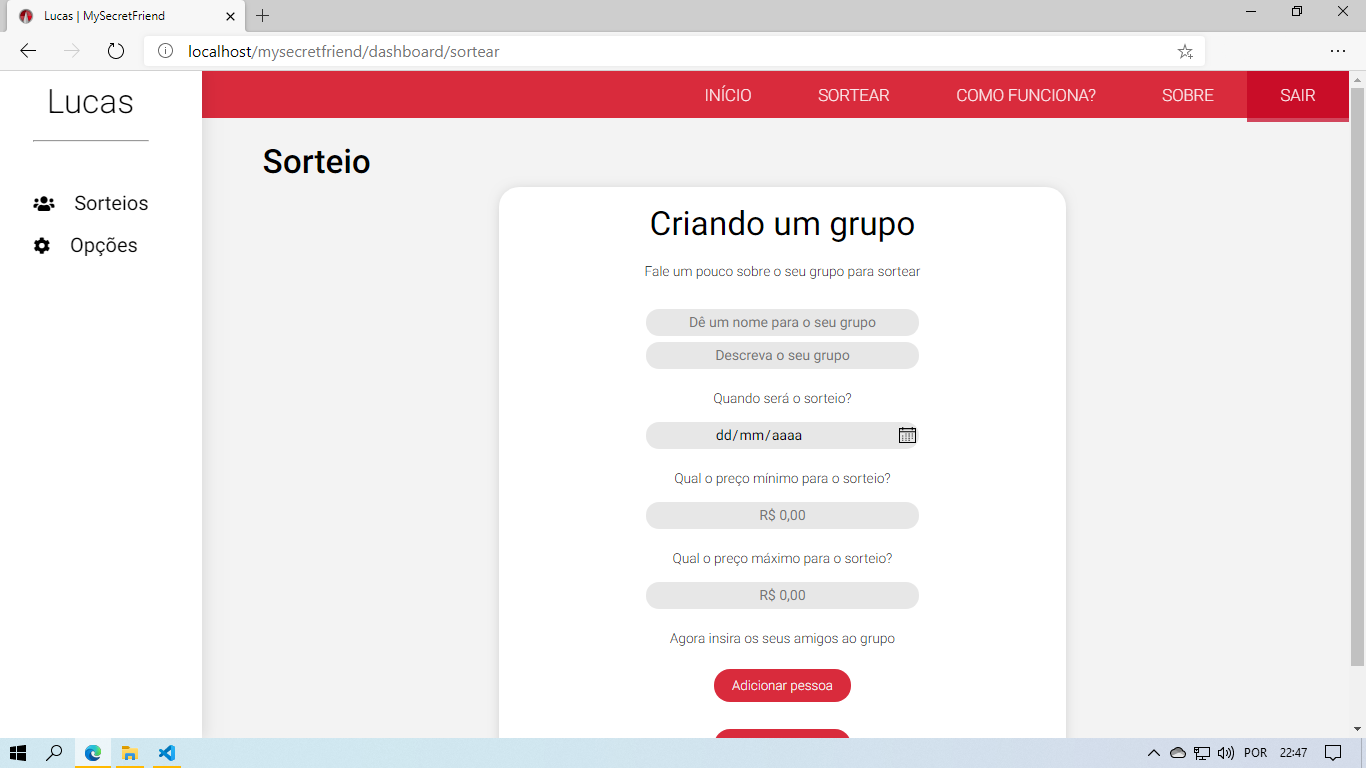 Lucas | MySecretFriend
localhost/mysecretfriend/dashboard/sortear
Lucas
INÍCIO SORTEAR COMO FUNCIONA? SOBRE SAIR
Sorteios
Opções
Sorteio
Criando um grupo
Fale um pouco sobre o seu grupo para sortear
Dê um nome para o seu grupo
Descreva o seu grupo
Quando será o sorteio?
dd/mm/aaaa
Qual o preço mínimo para o sorteio?
R$ 0,00
Qual o preço máximo para o sorteio?
R$ 0,00
Agora insira os seus amigos ao grupo
Adicionar pessoa
POR 22:47